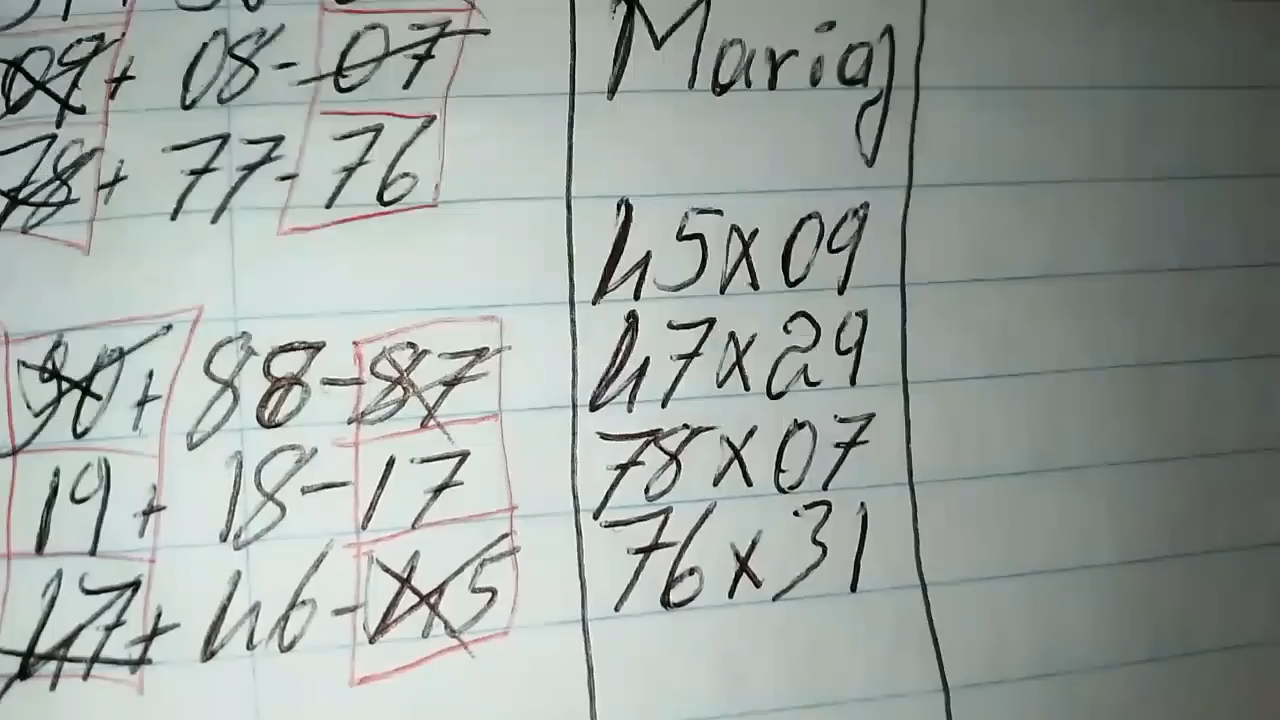 09+ 08-07
78+ 77-76
90+ 88-87
19+ 18-17
47+ 46-45
Mariag
45x09
47x29
78x07
76x31